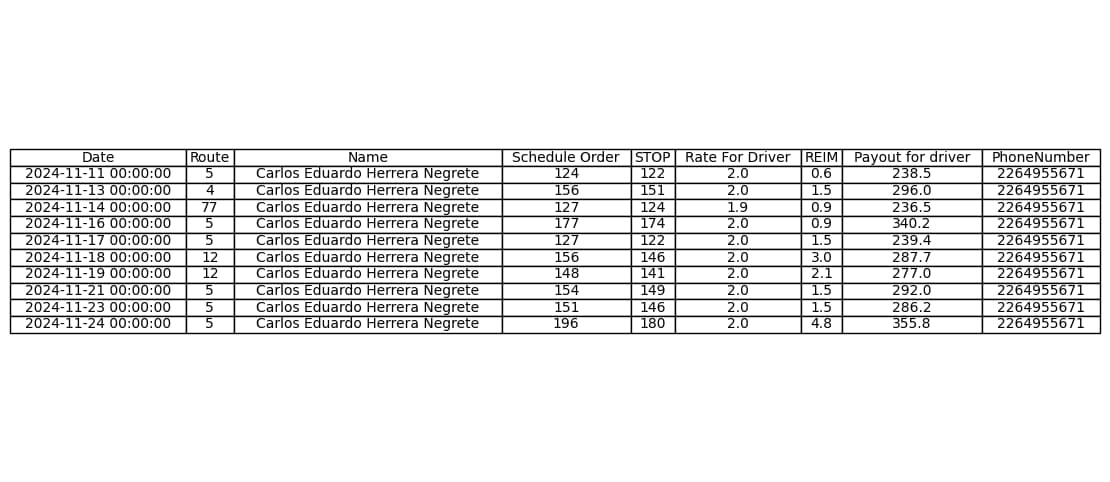 Date Route Name Schedule Order STOP Rate For Driver REIM Payout for driver PhoneNumber
2024-11-11 00:00:00 5 Carlos Eduardo Herrera Negrete 124 122 2.0 0.6 238.5 2264955671
2024-11-13 00:00:00 4 Carlos Eduardo Herrera Negrete 156 151 2.0 1.5 296.0 2264955671
2024-11-14 00:00:00 77 Carlos Eduardo Herrera Negrete 127 124 1.9 0.9 236.5 2264955671
2024-11-16 00:00:00 5 Carlos Eduardo Herrera Negrete 177 174 2.0 0.9 340.2 2264955671
2024-11-17 00:00:00 5 Carlos Eduardo Herrera Negrete 127 122 2.0 1.5 239.4 2264955671
2024-11-18 00:00:00 12 Carlos Eduardo Herrera Negrete 156 146 2.0 3.0 287.7 2264955671
2024-11-19 00:00:00 12 Carlos Eduardo Herrera Negrete 148 141 2.0 2.1 277.0 2264955671
2024-11-21 00:00:00 5 Carlos Eduardo Herrera Negrete 154 149 2.0 1.5 292.0 2264955671
2024-11-23 00:00:00 5 Carlos Eduardo Herrera Negrete 151 146 2.0 1.5 286.2 2264955671
2024-11-24 00:00:00 5 Carlos Eduardo Herrera Negrete 196 180 2.0 4.8 355.8 2264955671